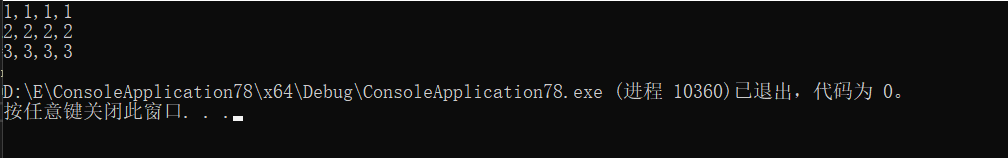 1,1,1,1
2,2,2,2
3,3,3,3
D:\E\ConsoleApplication78\x64\Debug\ConsoleApplication78.exe (进程 10360)已退出，代码为 0。
按任意键关闭此窗口. . .